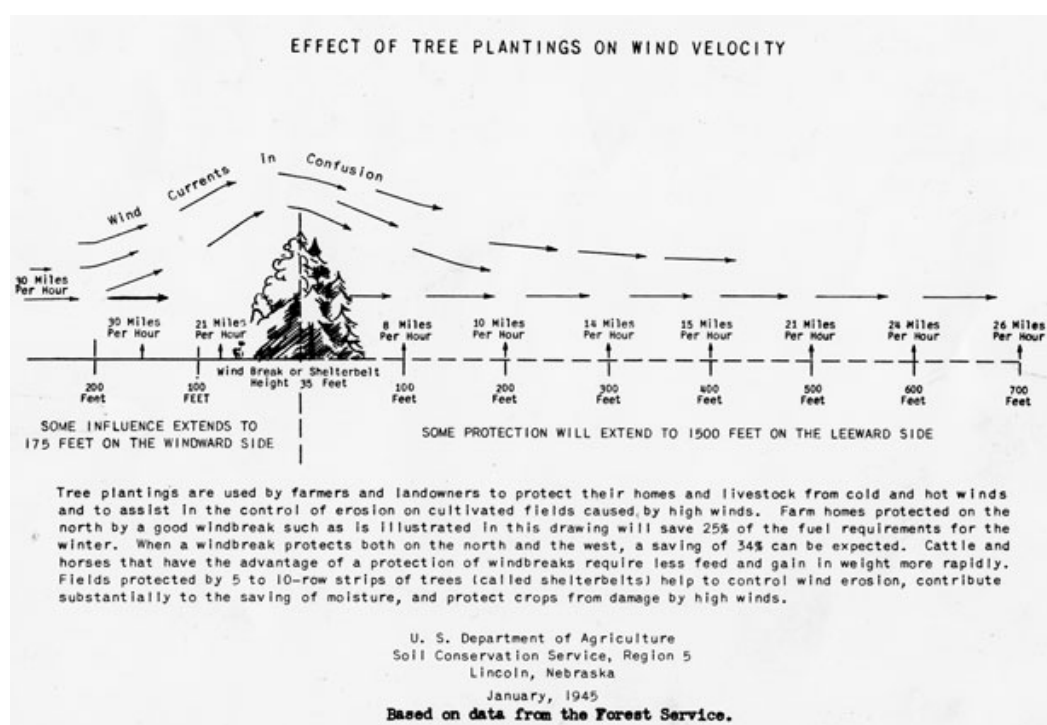 EFFECT OF TREE PLANTINGS ON WIND VELOCITY
Wind Currents in Confusion
30 Miles
Per Hour
30 Miles
Per Hour
21 Miles
Per Hour
8 Miles
Per Hour
10 Miles
Per Hour
14 Miles
Per Hour
15 Miles
Per Hour
21 Miles
Per Hour
24 Miles
Per Hour
26 Miles
Per Hour
Wind Break or Shelterbelt
Height 35 Feet
200
Feet
100
FEET
100
Feet
200
Feet
300
Feet
400
Feet
500
Feet
600
Feet
700
Feet
SOME INFLUENCE EXTENDS TO
175 FEET ON THE WINDWARD SIDE
SOME PROTECTION WILL EXTEND TO 1500 FEET ON THE LEEWARD SIDE
Tree plantings are used by farmers and landowners to protect their homes and livestock from cold and hot winds
and to assist in the control of erosion on cultivated fields caused by high winds. Farm homes protected on the
north by a good windbreak such as is illustrated in this drawing will save 25% of the fuel requirements for the
winter. When a windbreak protects both on the north and the west, a saving of 34% can be expected. Cattle and
horses that have the advantage of a protection of windbreaks require less feed and gain in weight more rapidly.
Fields protected by 5 to 10-row strips of trees (called shelterbelts) help to control wind erosion, contribute
substantially to the saving of moisture, and protect crops from damage by high winds.
U. S. Department of Agriculture
Soil Conservation Service, Region 5
Lincoln, Nebraska
January, 1945
Based on data from the Forest Service.